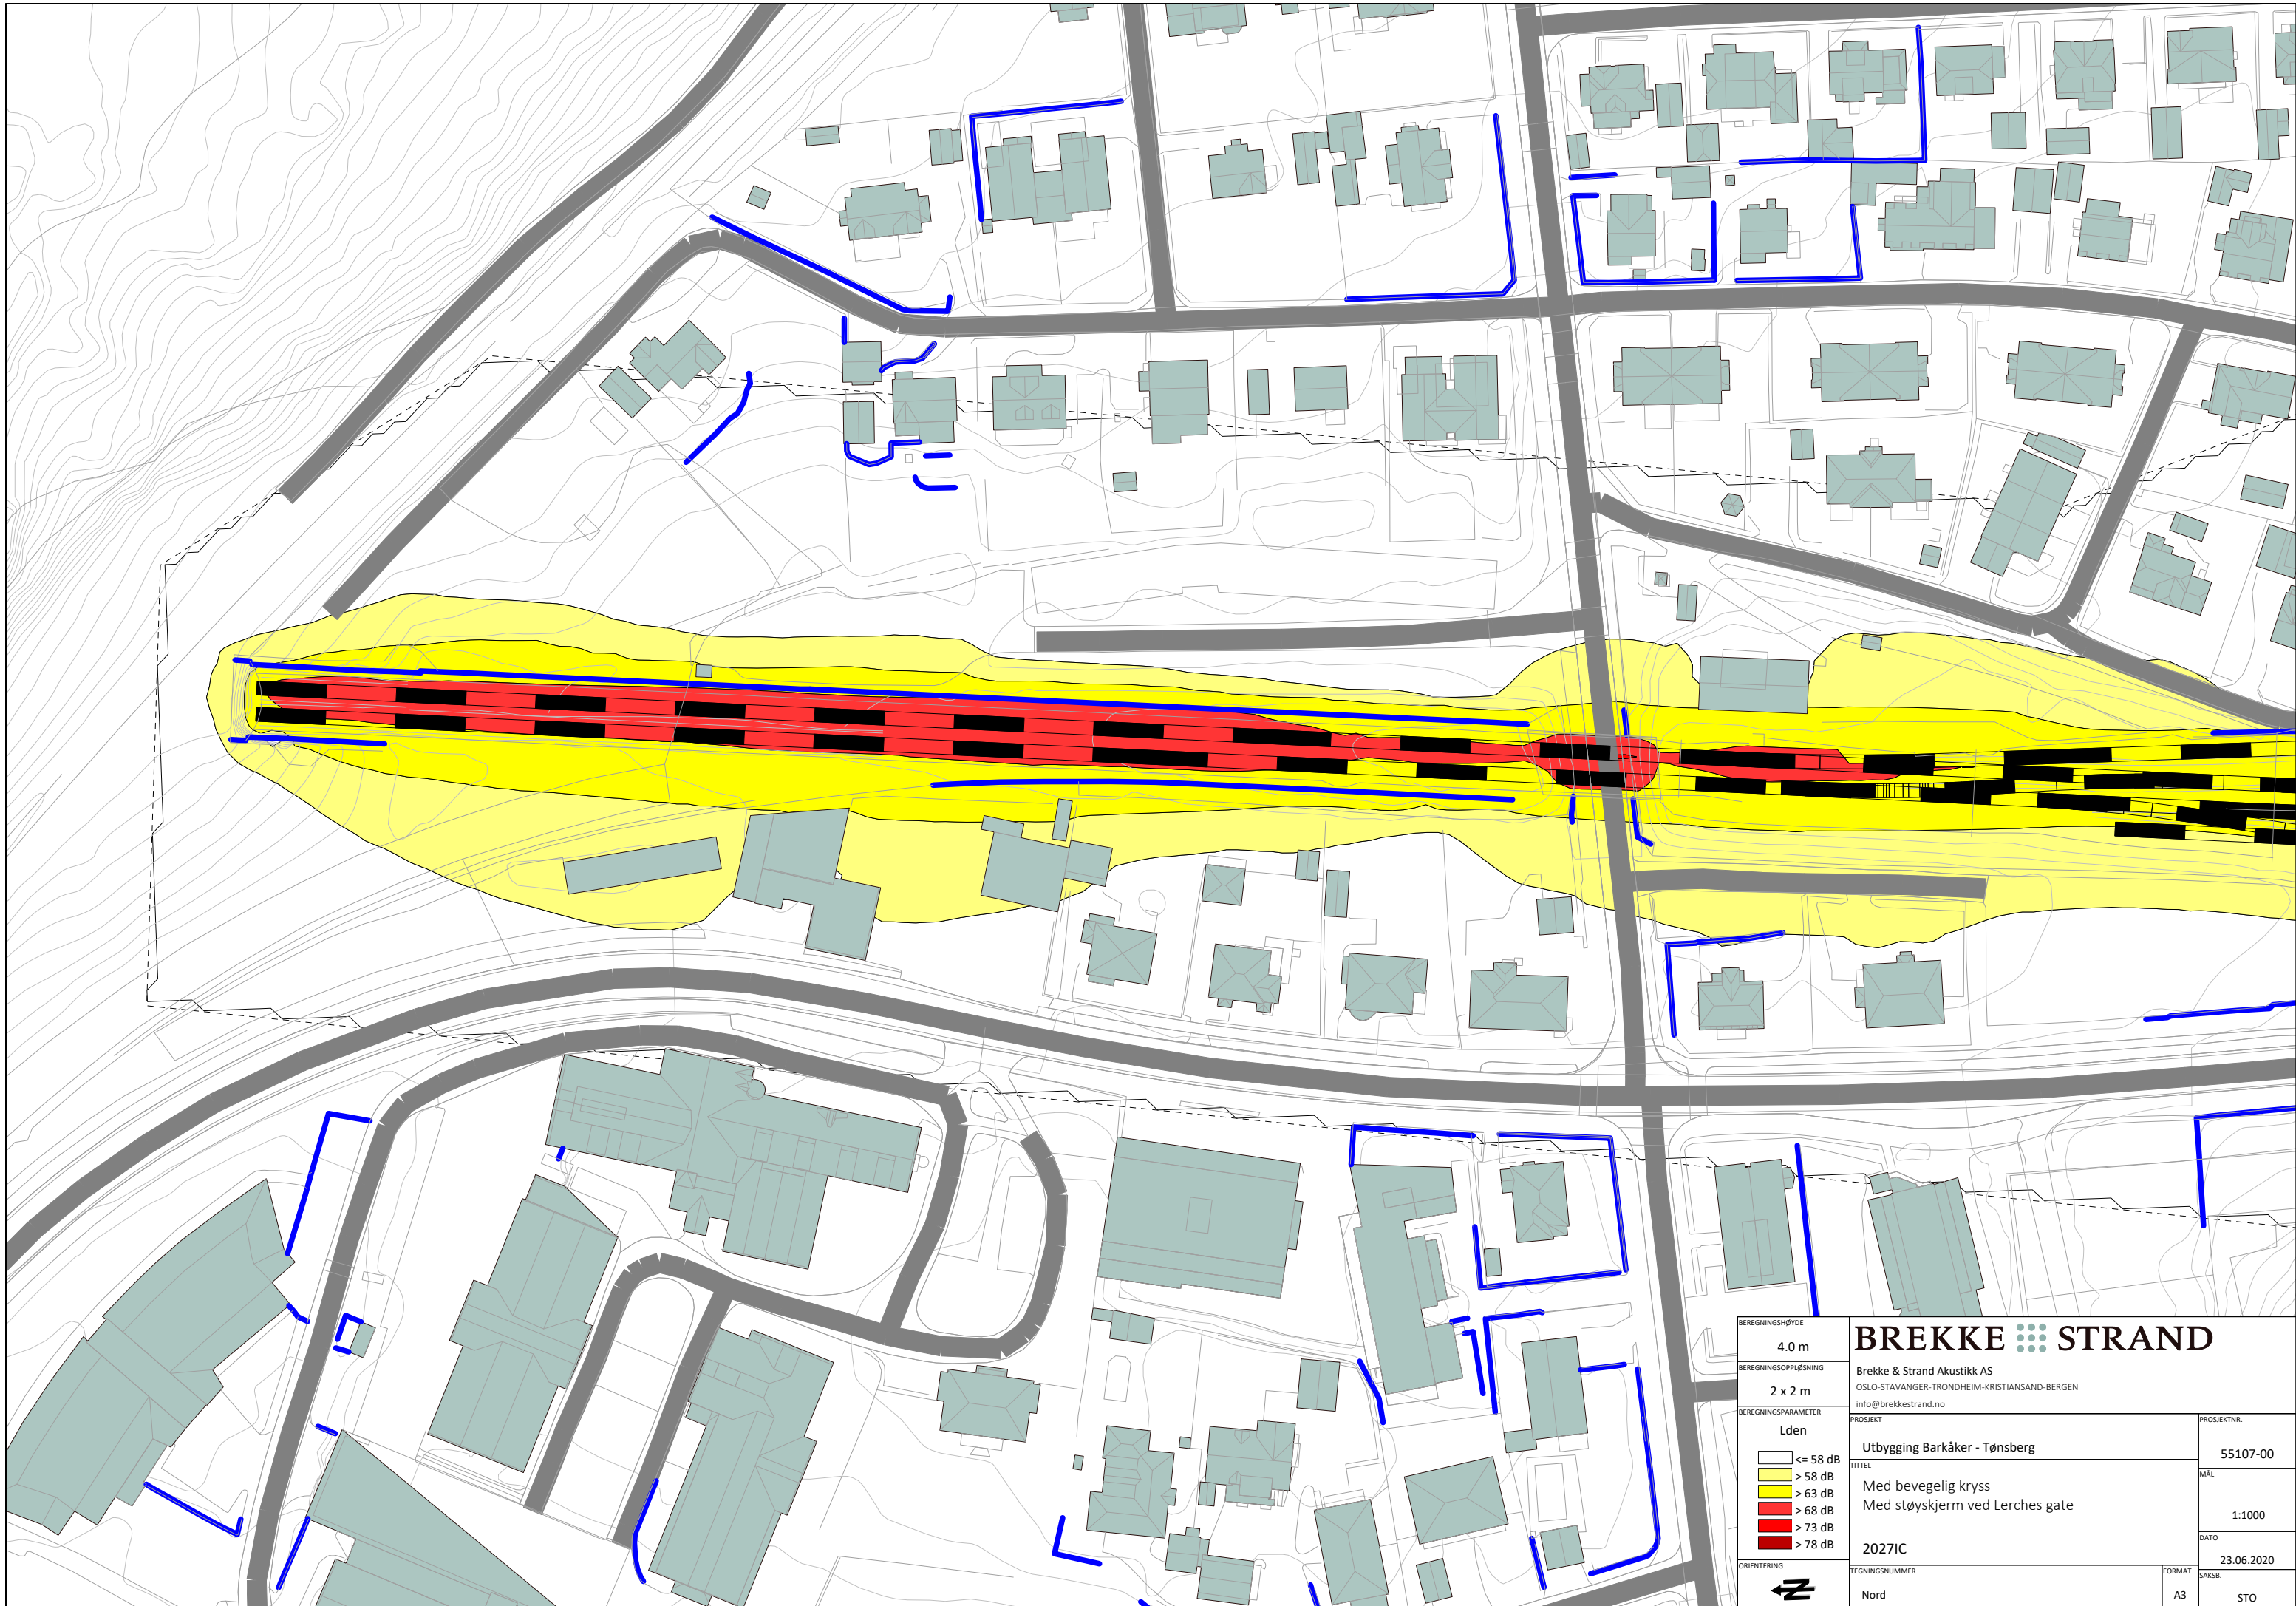 BEREGNINGSHØYDE
4.0 m
BEREGNINGSOPPLØSNING
2 x 2 m
BEREGNINGSPARAMETER
Lden
<= 58 dB
> 58 dB
> 63 dB
> 68 dB
> 73 dB
> 78 dB
ORIENTERING
BREKKE STRAND
Brekke & Strand Akustikk AS
OSLO-STAVANGER-TRONDHEIM-KRISTIANSAND-BERGEN
info@brekkestrand.no
PROSJEKT
Utbygging Barkåker - Tønsberg
PROSJEKTNR.
55107-00
TITTEL
Med bevegelig kryss
Med støyskjerm ved Lerches gate
2027IC
MÅL
1:1000
DATO
23.06.2020
TEGNINGSNUMMER
Nord
FORMAT
A3
SAKSB.
STO